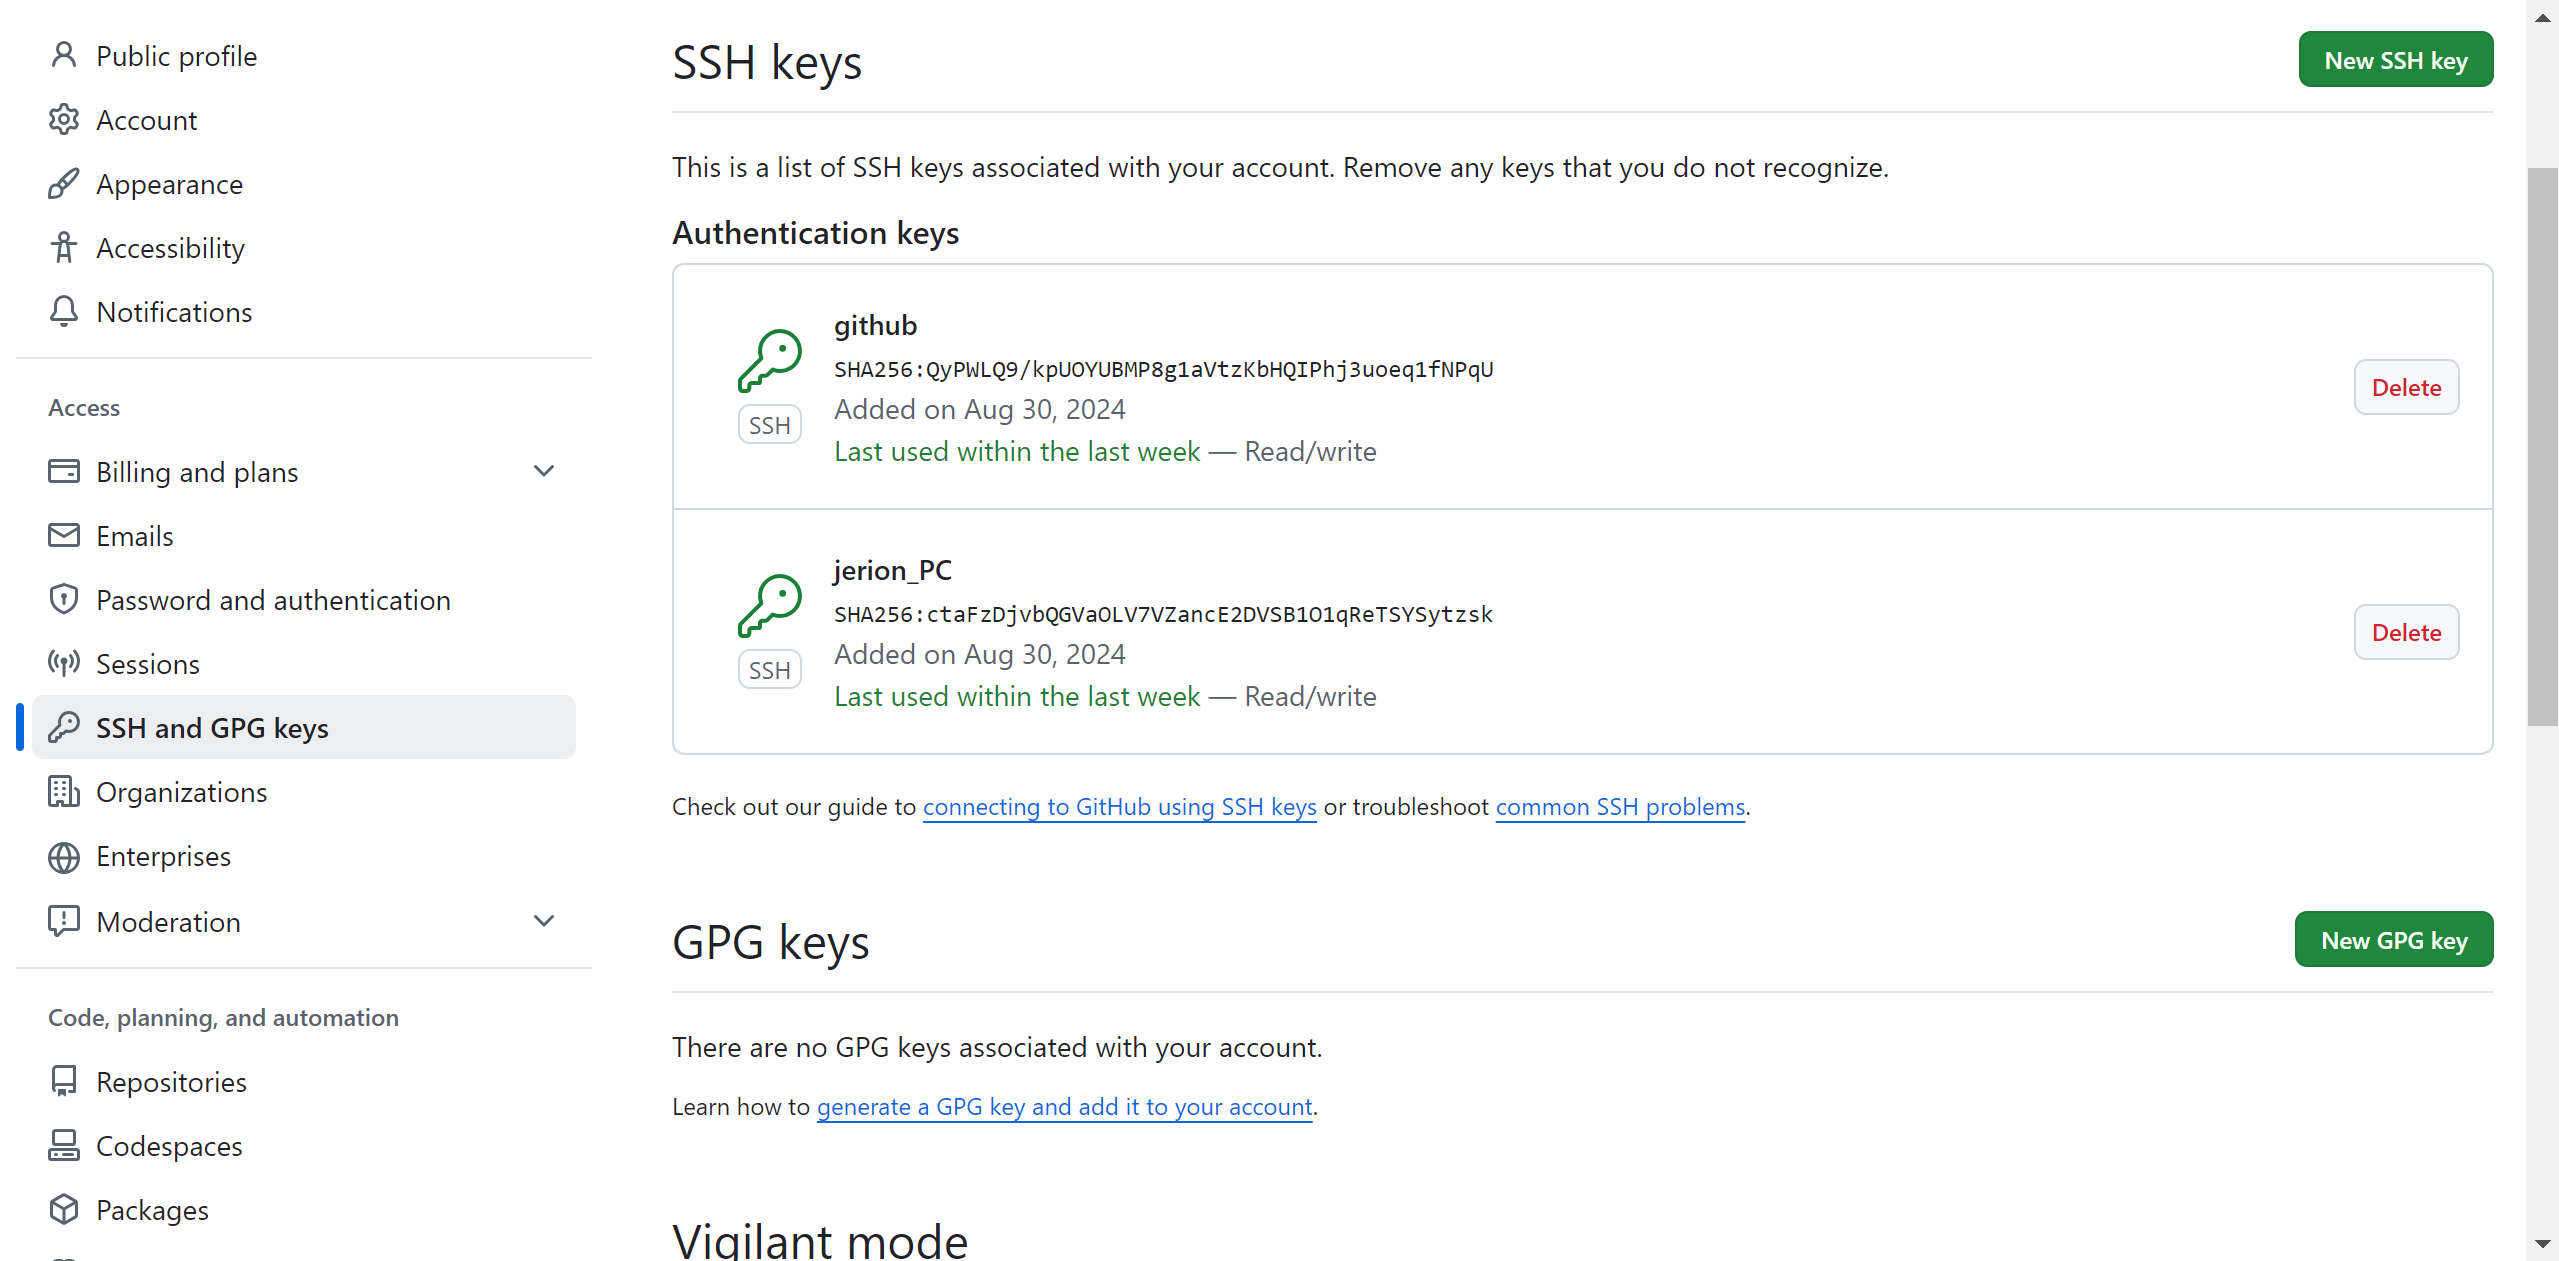 Public profile
Account
Appearance
Accessibility
Notifications
Access
Billing and plans
Emails
Password and authentication
Sessions
SSH and GPG keys
Organizations
Enterprises
Moderation
Code, planning, and automation
Repositories
Codespaces
Packages
SSH keys
New SSH key
This is a list of SSH keys associated with your account. Remove any keys that you do not recognize.
Authentication keys
github
SHA256:QyPWLQ9/kpUOYUBMP8g1aVtzKbHQIPhj3uoeq1fNPqU
Added on Aug 30, 2024
Last used within the last week — Read/write
SSH
Delete
jerion_PC
SHA256:ctaFzDjvbQGVaOLV7VZancE2DVSB1O1qReTSYSytzsk
Added on Aug 30, 2024
Last used within the last week — Read/write
SSH
Delete
Check out our guide to connecting to GitHub using SSH keys or troubleshoot common SSH problems.
GPG keys
New GPG key
There are no GPG keys associated with your account.
Learn how to generate a GPG key and add it to your account.
Vigilant mode